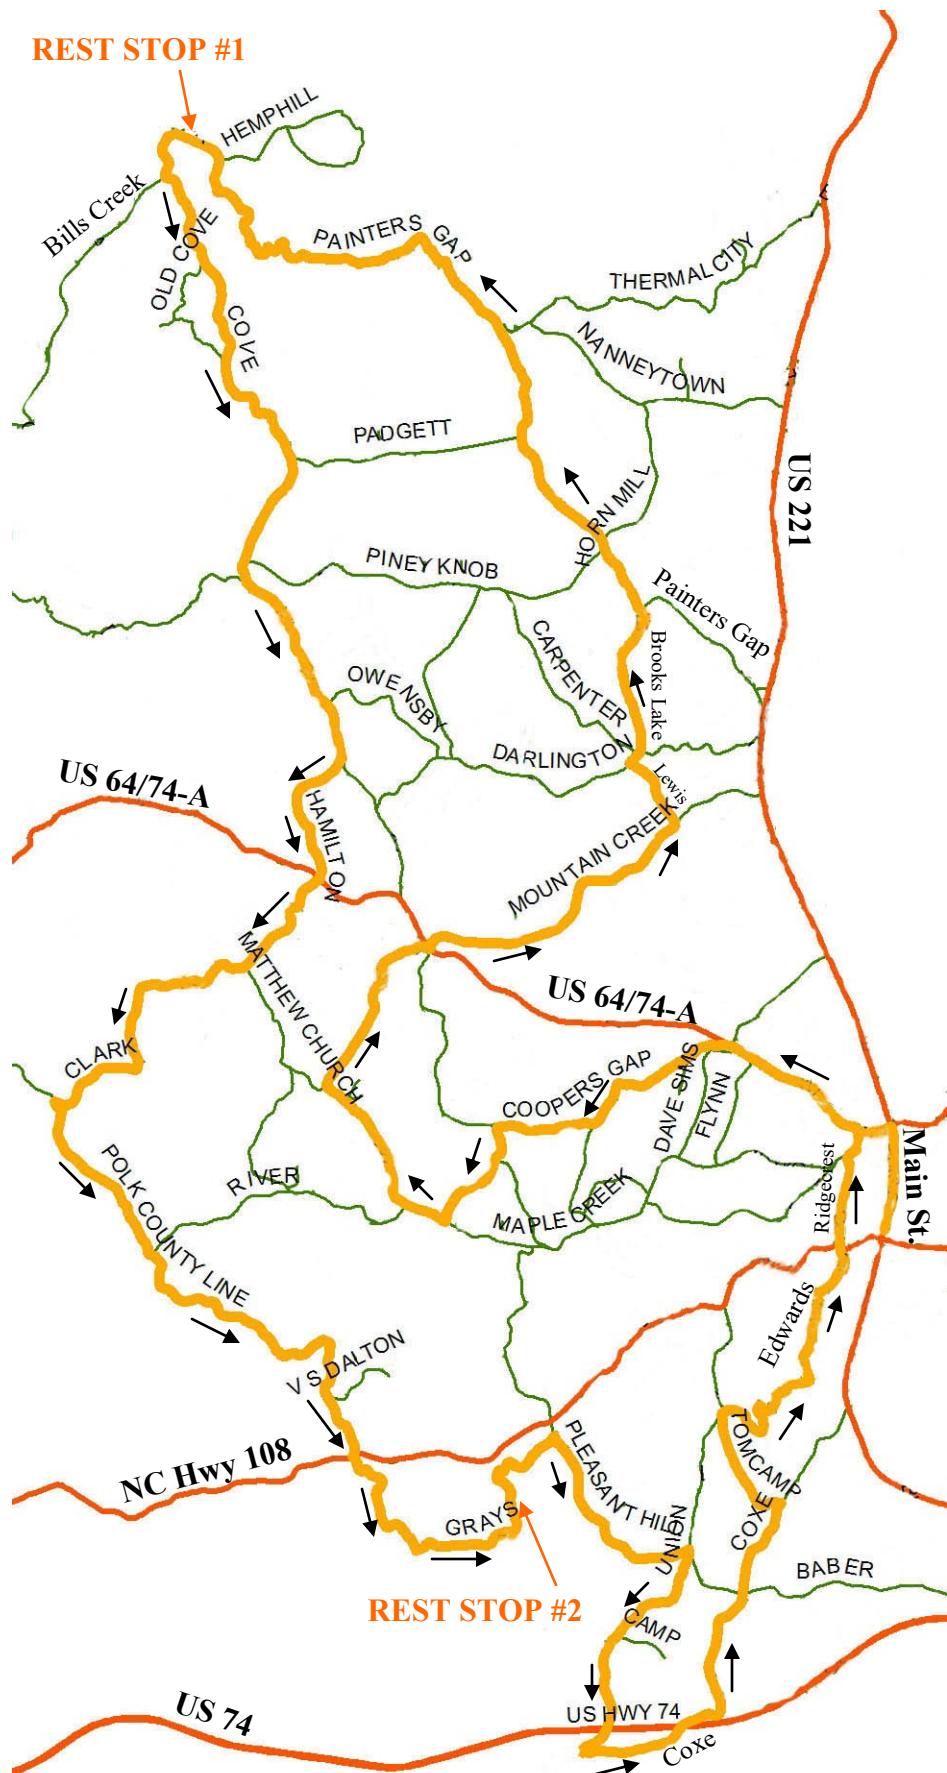 REST STOP #1
HEMPHILL
Bills Creek
OLD COVE
PAINTERS GAP
THERMAL CITY
COVE
NANNEYTOWN
PADGETT
US 221
HORN MILL
PINEY KNOB
Painters Gap
CARPENTER
Brooks Lake
OWENSBY
DARLINGTON
US 64/74-A
Lewis
HAMILTON
MOUNTAIN CREEK
MATTHEW CHURCH
US 64/74-A
CLARK
COOPERS GAP
DAVE SIMS
FLYNN
Main St.
POLK COUNTY LINE
RIVER
MAPLE CREEK
Ridgecrest
Edwards
V S DALTON
NC Hwy 108
PLEASANT HILL
TOMCAMP
GRAYS
UNION
COXE
BABER
REST STOP #2
CAMP
US 74
US HWY 74
Coxe